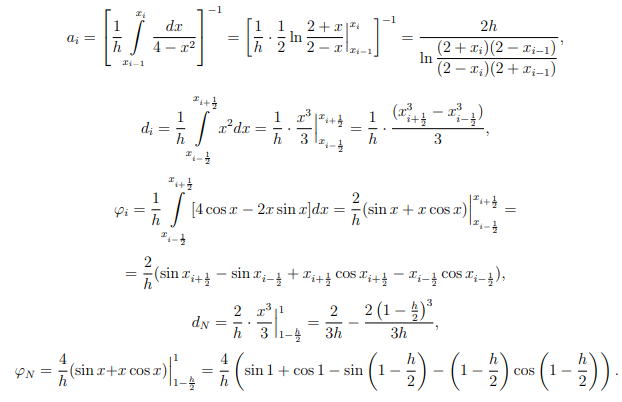 $$a_i = \left[ \frac{1}{h} \int\limits_{x_{i-1}}^{x_i} \frac{dx}{4-x^2} \right]^{-1} = \left[ \frac{1}{h} \cdot \frac{1}{2} \ln \frac{2+x}{2-x} \Big|_{x_{i-1}}^{x_i} \right]^{-1} = \frac{2h}{\ln \dfrac{(2+x_i)(2-x_{i-1})}{(2-x_i)(2+x_{i-1})}},$$
$$d_i = \frac{1}{h} \int\limits_{x_{i-\frac{1}{2}}}^{x_{i+\frac{1}{2}}} x^2 dx = \frac{1}{h} \cdot \frac{x^3}{3} \Big|_{x_{i-\frac{1}{2}}}^{x_{i+\frac{1}{2}}} = \frac{1}{h} \cdot \frac{(x_{i+\frac{1}{2}}^3 - x_{i-\frac{1}{2}}^3)}{3},$$
$$\varphi_i = \frac{1}{h} \int\limits_{x_{i-\frac{1}{2}}}^{x_{i+\frac{1}{2}}} [4\cos x - 2x \sin x] dx = \frac{2}{h} (\sin x + x \cos x) \Big|_{x_{i-\frac{1}{2}}}^{x_{i+\frac{1}{2}}} =$$
$$= \frac{2}{h} (\sin x_{i+\frac{1}{2}} - \sin x_{i-\frac{1}{2}} + x_{i+\frac{1}{2}} \cos x_{i+\frac{1}{2}} - x_{i-\frac{1}{2}} \cos x_{i-\frac{1}{2}}),$$
$$d_N = \frac{2}{h} \cdot \frac{x^3}{3} \Big|_{1-\frac{h}{2}}^{1} = \frac{2}{3h} - \frac{2\left(1-\frac{h}{2}\right)^3}{3h},$$
$$\varphi_N = \frac{4}{h} (\sin x + x \cos x) \Big|_{1-\frac{h}{2}}^{1} = \frac{4}{h} \left( \sin 1 + \cos 1 - \sin \left( 1 - \frac{h}{2} \right) - \left( 1 - \frac{h}{2} \right) \cos \left( 1 - \frac{h}{2} \right) \right).$$